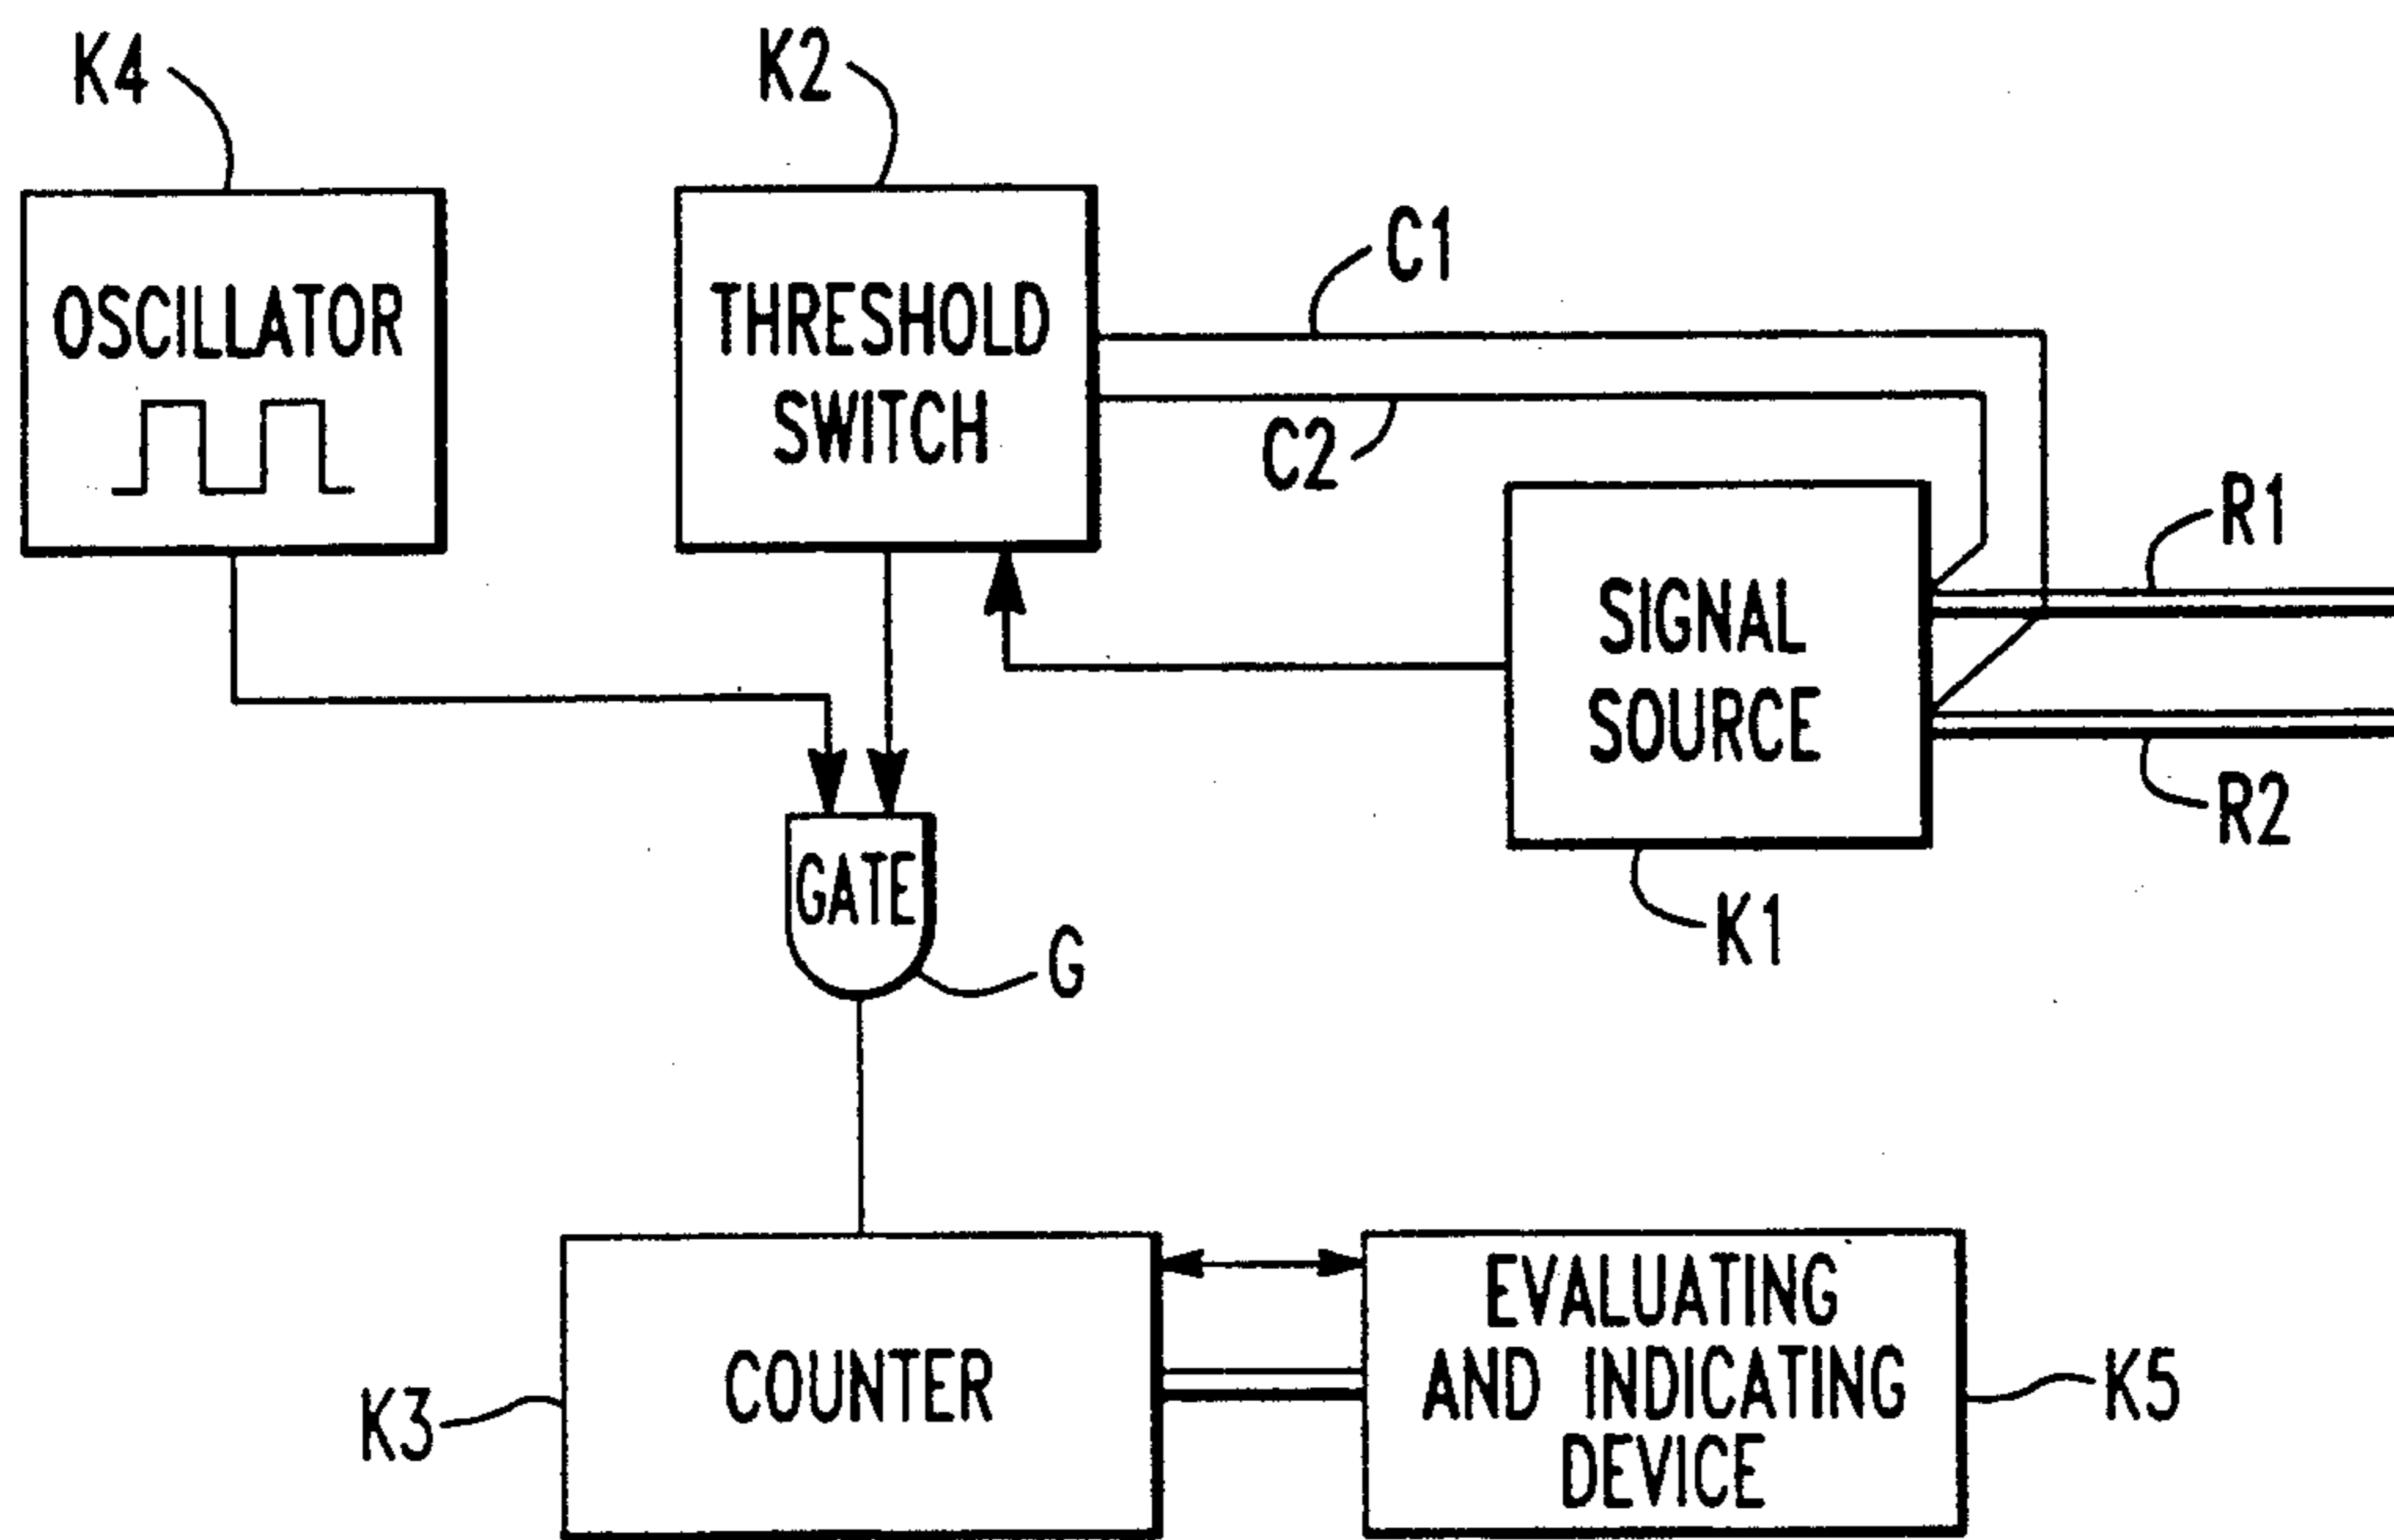 K4
K2
OSCILLATOR
THRESHOLD
SWITCH
C1
C2
R1
SIGNAL
SOURCE
R2
K1
GATE
G
COUNTER
K3
EVALUATING
AND INDICATING
DEVICE
K5